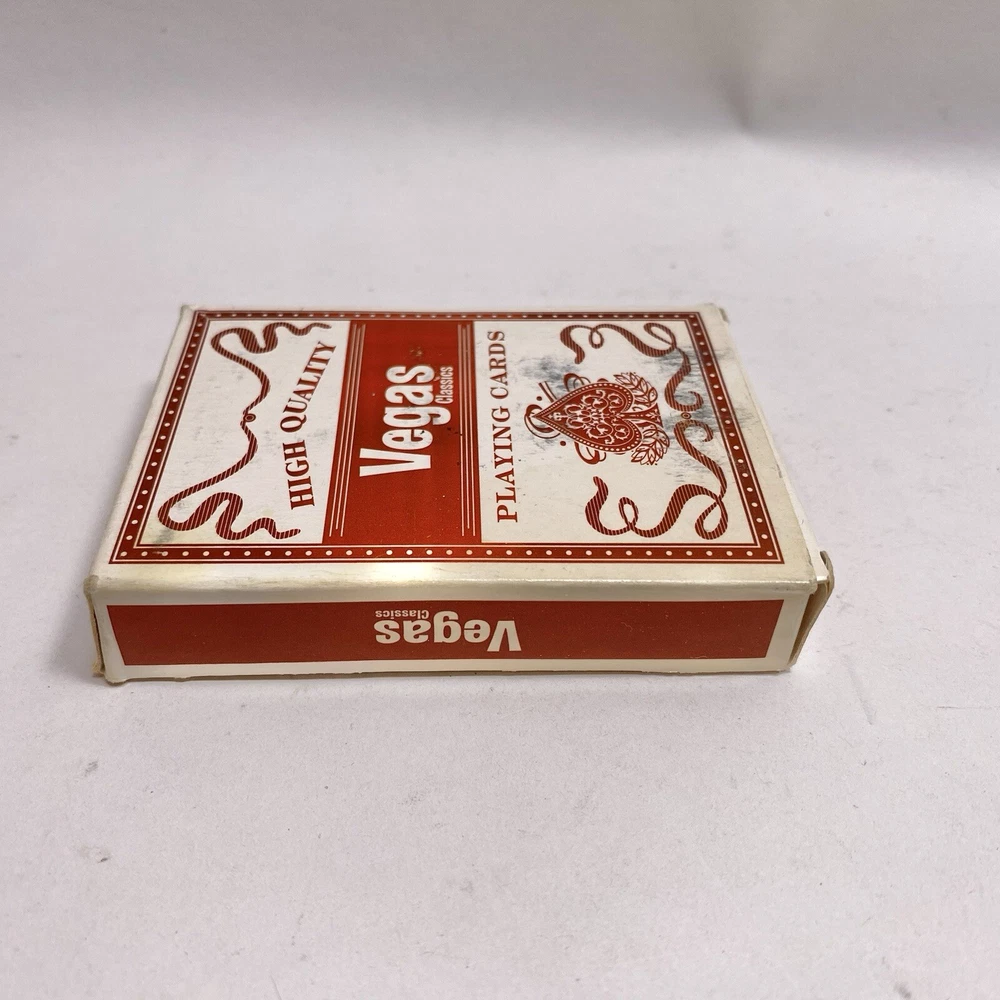 HIGH QUALITY
Vegas
Classics
PLAYING CARDS
Vegas
Classics